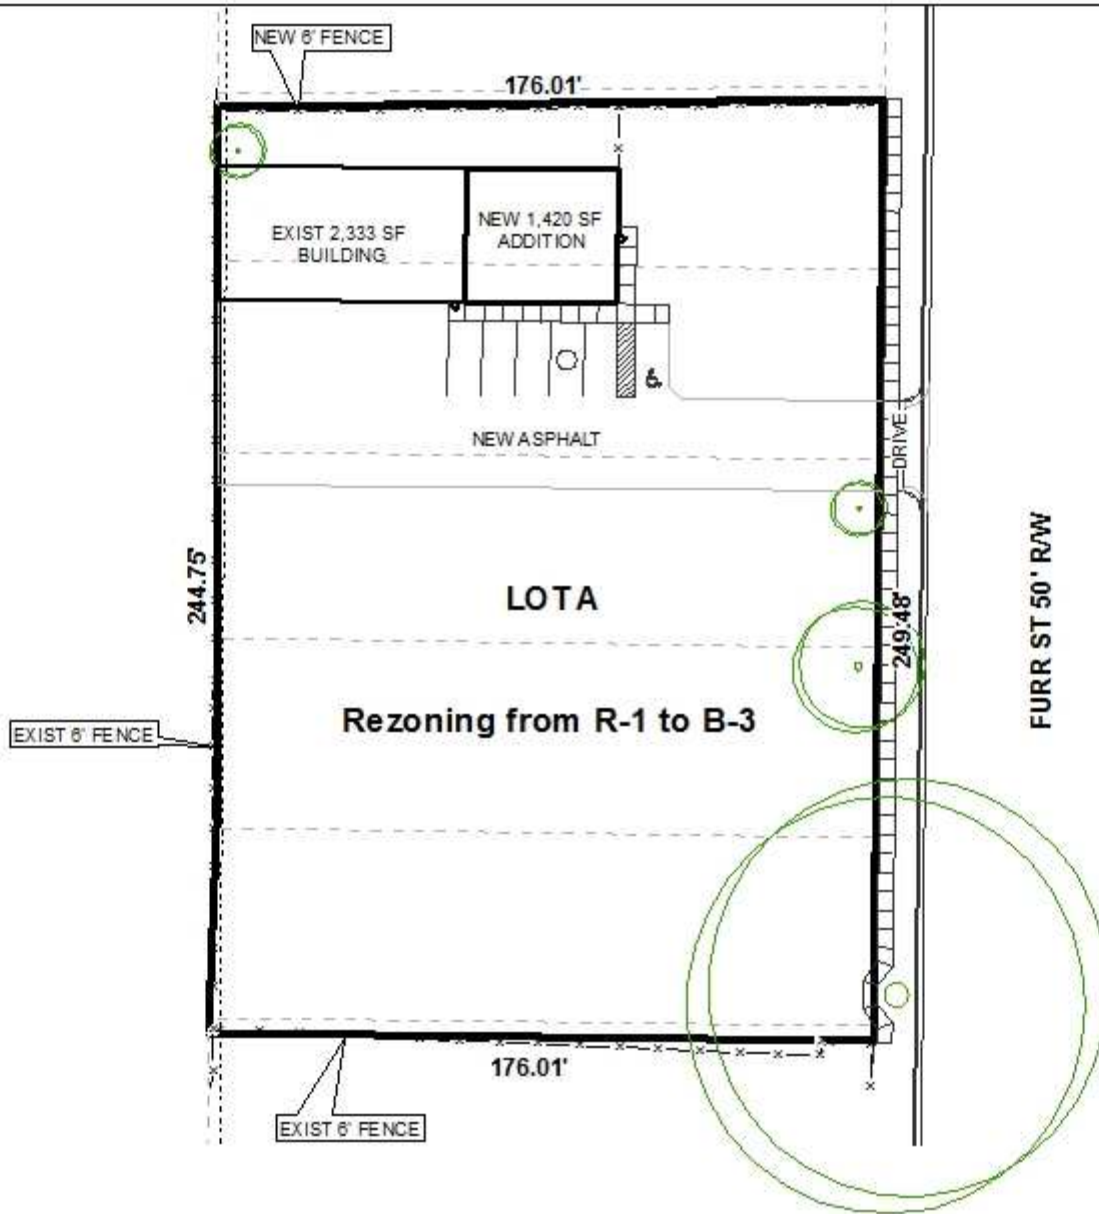 NEW 6' FENCE
176.01'
EXIST 2,333 SF
BUILDING
NEW 1,420 SF
ADDITION
NEW ASPHALT
DRIVE
244.75'
LOT A
249.48'
FURR ST 50' R/W
Rezoning from R-1 to B-3
EXIST 6' FENCE
176.01'
EXIST 6' FENCE